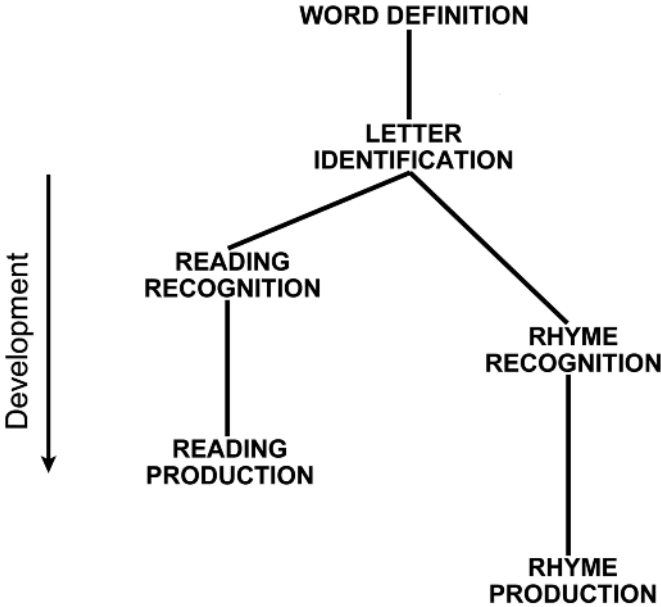 WORD DEFINITION
LETTER
IDENTIFICATION
READING
RECOGNITION
RHYME
RECOGNITION
Development
READING
PRODUCTION
RHYME
PRODUCTION